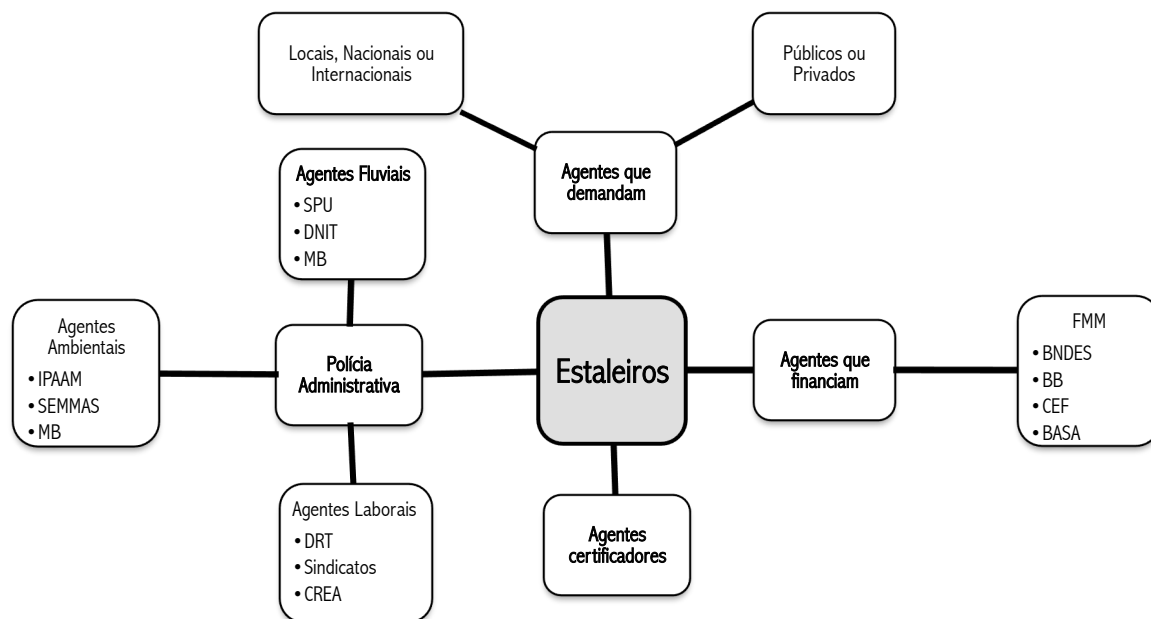 Locais, Nacionais ou
Internacionais
Públicos ou
Privados
Agentes que
demandam
Agentes Fluviais
• SPU
• DNIT
• MB
Agentes
Ambientais
• IPAAM
• SEMMAS
• MB
Polícia
Administrativa
Estaleiros
Agentes que
financiam
FMM
• BNDES
• BB
• CEF
• BASA
Agentes Laborais
• DRT
• Sindicatos
• CREA
Agentes
certificadores